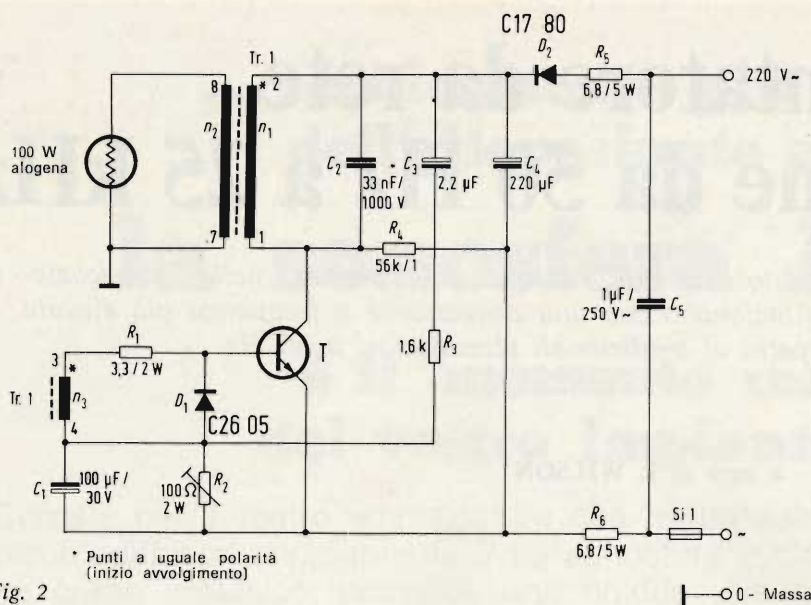 C17 80
D2
R5
6,8/5 W
220 V~
Tr. 1
8
* 2
n2
n1
7
1
100 W
alogena
C2
33 nF/
1000 V
C3
2,2 µF
C4
220 µF
R4
56k/1
1 µF/
250 V~
C5
R1
3,3/2 W
T
1,6 k
R3
3
*
Tr. 1
n3
4
D1
C26 05
C1
100 µF/
30 V
100 Ω
2 W
R2
R6
6,8/5 W
Si 1
~
* Punti a uguale polarità
(inizio avvolgimento)
Fig. 2
0 - Massa